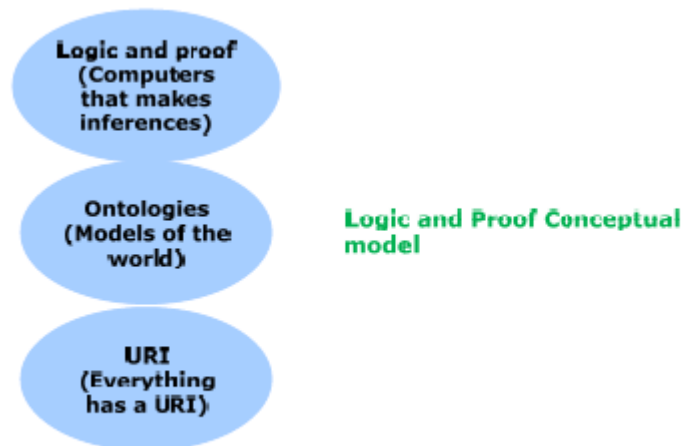 Logic and proof
(Computers
that makes
inferences)
Ontologies
(Models of the
world)
Logic and Proof Conceptual
model
URI
(Everything
has a URI)